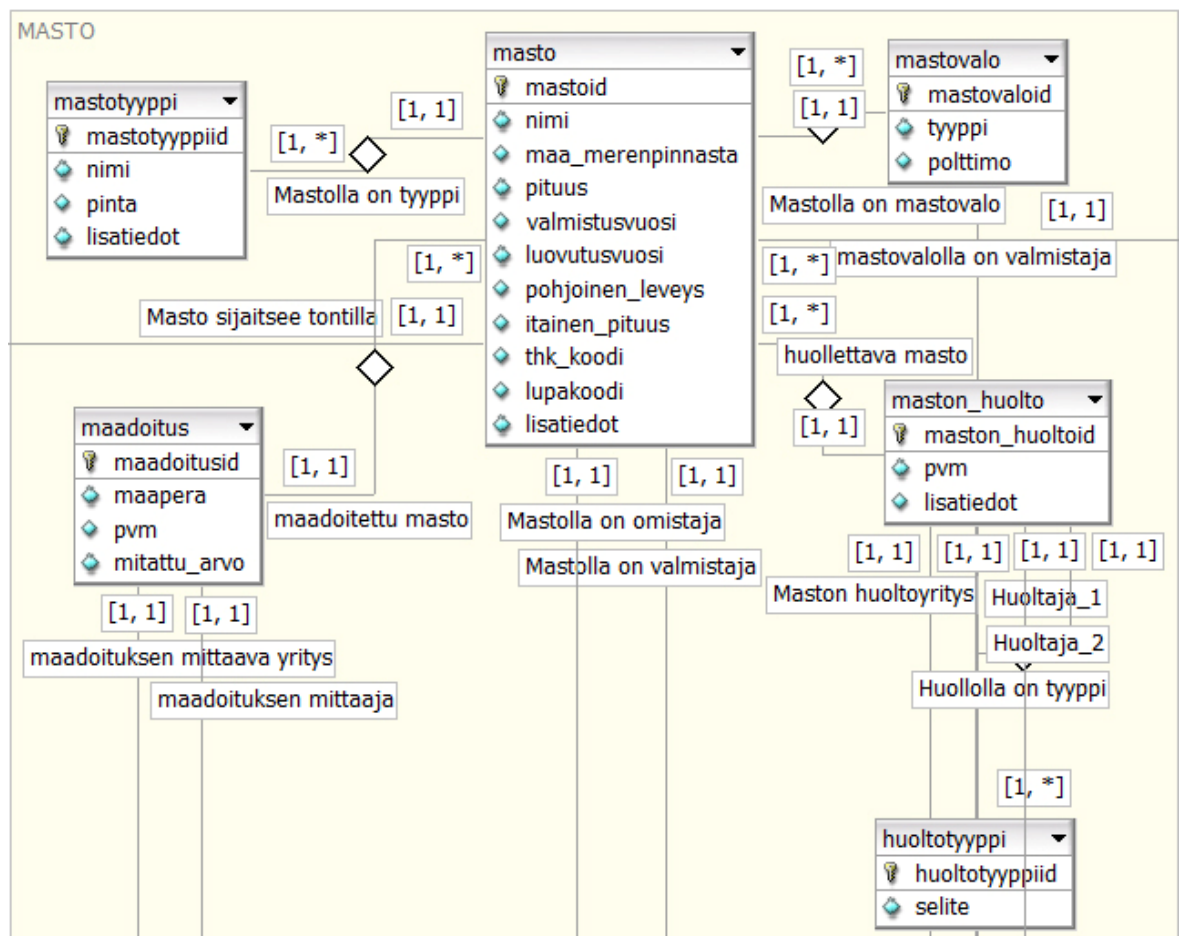 MASTO
mastotyyppi
mastotyyppiid
nimi
pinta
lisatiedot
[1, *]
[1, 1]
Mastolla on tyyppi
masto
mastoid
nimi
maa_merenpinnasta
pituus
valmistusvuosi
luovutusvuosi
pohjoinen_leveys
itainen_pituus
thk_koodi
lupakoodi
lisatiedot
[1, *]
[1, 1]
mastovalo
mastovaloid
tyyppi
polttimo
Mastolla on mastovalo
[1, 1]
mastovalolla on valmistaja
[1, *]
[1, *]
huollettava masto
[1, 1]
[1, *]
Masto sijaitsee tontilla
[1, 1]
maadoitus
maadoitusid
maapera
pvm
mitattu_arvo
[1, 1]
maadoitettu masto
[1, 1]
[1, 1]
maadoituksen mittaava yritys
maadoituksen mittaaja
[1, 1]
[1, 1]
Mastolla on omistaja
Mastolla on valmistaja
maston_huolto
maston_huoltoid
pvm
lisatiedot
[1, 1]
[1, 1]
[1, 1]
[1, 1]
Maston huoltoyritys
Huoltaja_1
Huoltaja_2
Huollolla on tyyppi
[1, *]
huoltotyyppi
huoltotyyppiid
selite